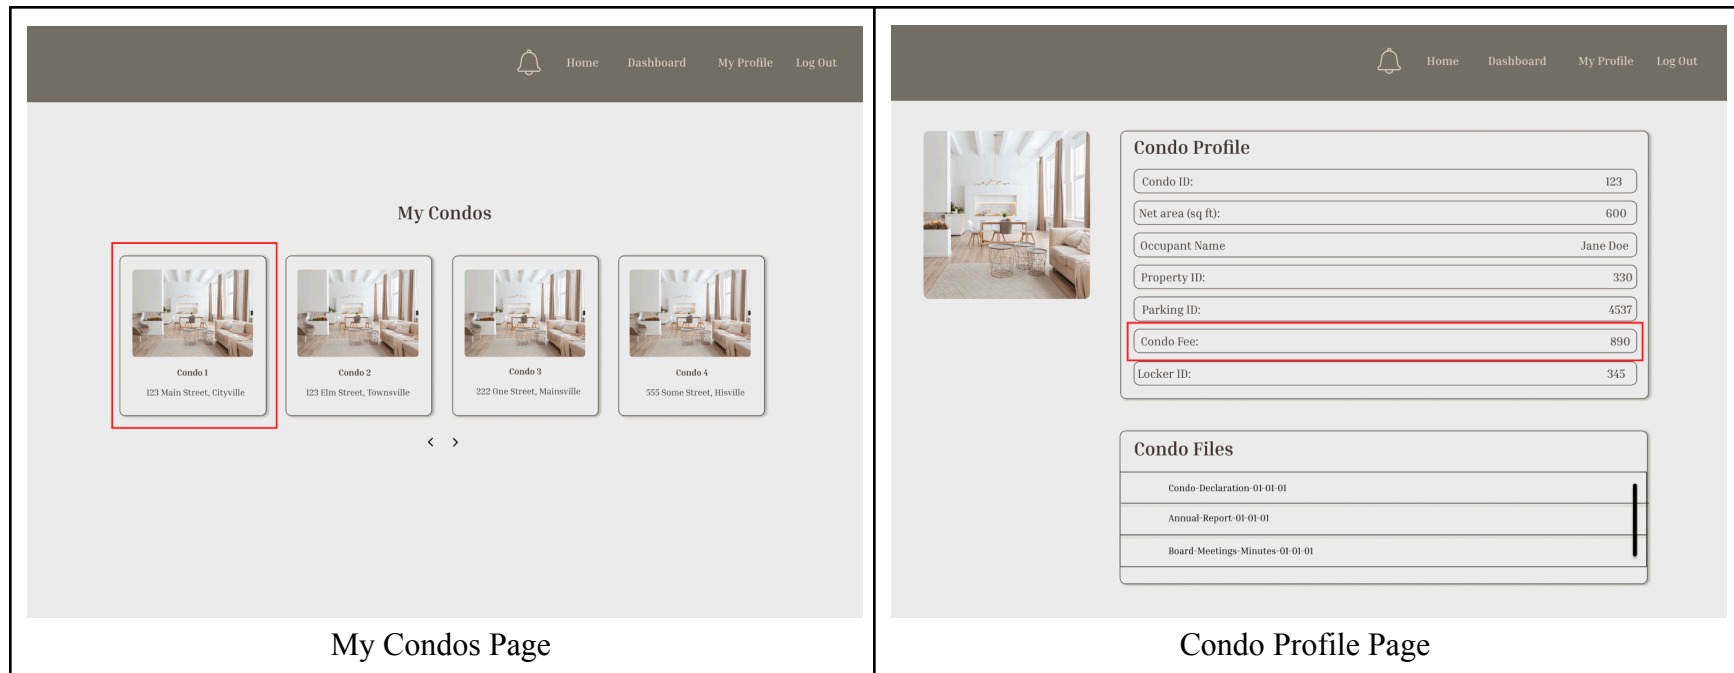 Home Dashboard My Profile Log Out
My Condos
Condo 1
123 Main Street, Cityville
Condo 2
123 Elm Street, Townsville
Condo 3
222 One Street, Mainsville
Condo 4
555 Some Street, Hisville
< >
My Condos Page
Home Dashboard My Profile Log Out
Condo Profile
Condo ID: 123
Net area (sq ft): 600
Occupant Name Jane Doe
Property ID: 330
Parking ID: 4537
Condo Fee: 890
Locker ID: 345
Condo Files
Condo-Declaration-01-01-01
Annual-Report-01-01-01
Board-Meetings-Minutes-01-01-01
Condo Profile Page